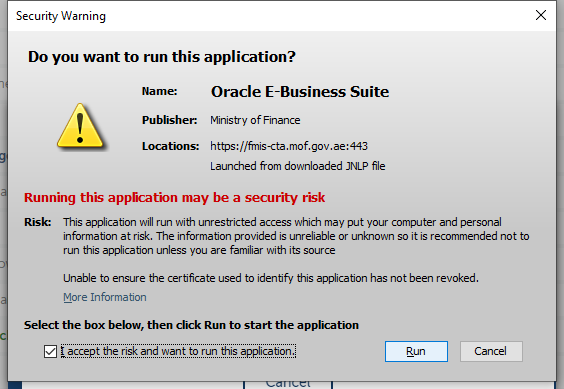 Security Warning
Do you want to run this application?
Name: Oracle E-Business Suite
Publisher: Ministry of Finance
Locations: https://fmis-cta.mof.gov.ae:443
Launched from downloaded JNLP file
Running this application may be a security risk
Risk: This application will run with unrestricted access which may put your computer and personal
information at risk. The information provided is unreliable or unknown so it is recommended not to
run this application unless you are familiar with its source
Unable to ensure the certificate used to identify this application has not been revoked.
More Information
Select the box below, then click Run to start the application
I accept the risk and want to run this application.
Run
Cancel
Cancel